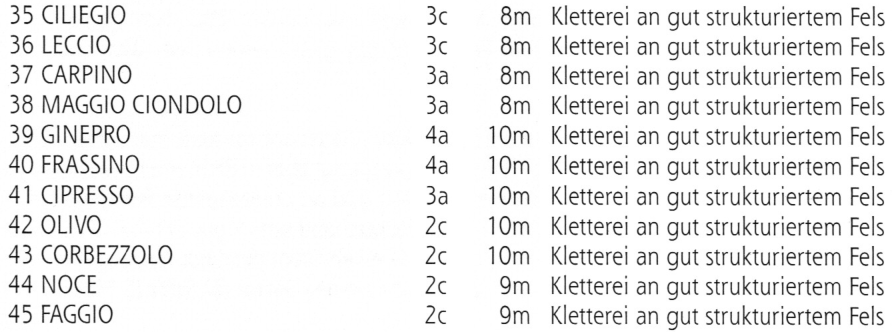 35 CILIEGIO 3c 8m Kletterei an gut strukturiertem Fels
36 LECCIO 3c 8m Kletterei an gut strukturiertem Fels
37 CARPINO 3a 8m Kletterei an gut strukturiertem Fels
38 MAGGIO CIONDOLO 3a 8m Kletterei an gut strukturiertem Fels
39 GINEPRO 4a 10m Kletterei an gut strukturiertem Fels
40 FRASSINO 4a 10m Kletterei an gut strukturiertem Fels
41 CIPRESSO 3a 10m Kletterei an gut strukturiertem Fels
42 OLIVO 2c 10m Kletterei an gut strukturiertem Fels
43 CORBEZZOLO 2c 10m Kletterei an gut strukturiertem Fels
44 NOCE 2c 9m Kletterei an gut strukturiertem Fels
45 FAGGIO 2c 9m Kletterei an gut strukturiertem Fels